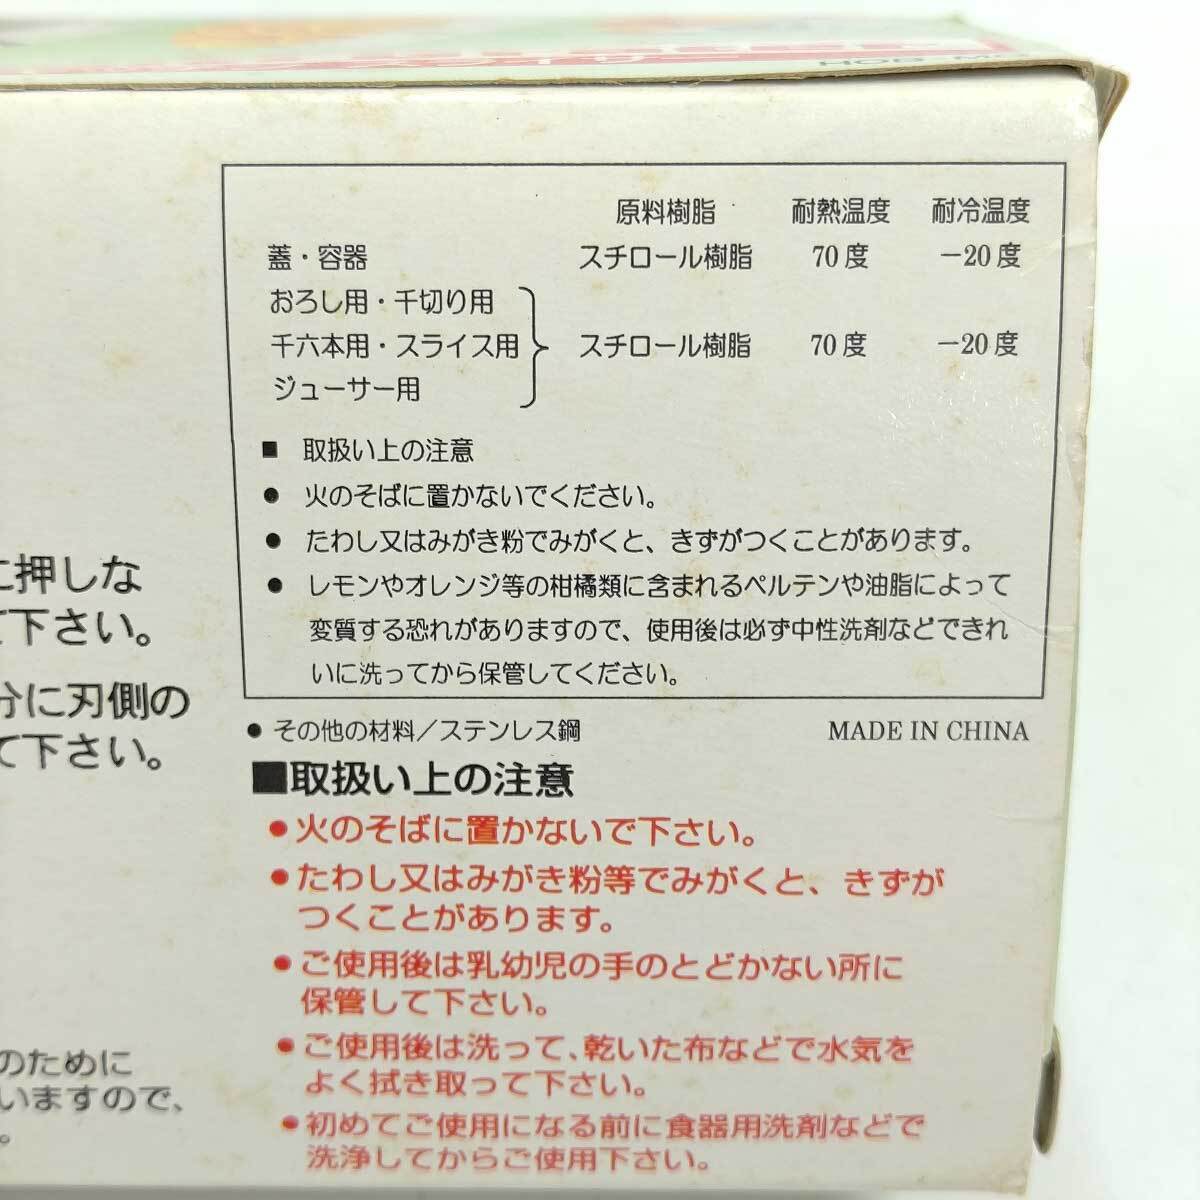 HOB
原料樹脂 耐熱温度 耐冷温度
蓋・容器 スチロール樹脂 70度 −20度
おろし用・千切り用
千六本用・スライス用 スチロール樹脂 70度 −20度
ジューサー用
■ 取扱い上の注意
● 火のそばに置かないでください。
● たわし又はみがき粉でみがくと、きずがつくことがあります。
● レモンやオレンジ等の柑橘類に含まれるペルテンや油脂によって
変質する恐れがありますので、使用後は必ず中性洗剤などできれ
いに洗ってから保管してください。
に押しな
て下さい。
分に刃側の
て下さい。
● その他の材料／ステンレス鋼 MADE IN CHINA
■取扱い上の注意
●火のそばに置かないで下さい。
●たわし又はみがき粉等でみがくと、きずが
つくことがあります。
●ご使用後は乳幼児の手のとどかない所に
保管して下さい。
●ご使用後は洗って、乾いた布などで水気を
よく拭き取って下さい。
●初めてご使用になる前に食器用洗剤などで
洗浄してからご使用下さい。
のために
いますので、
。